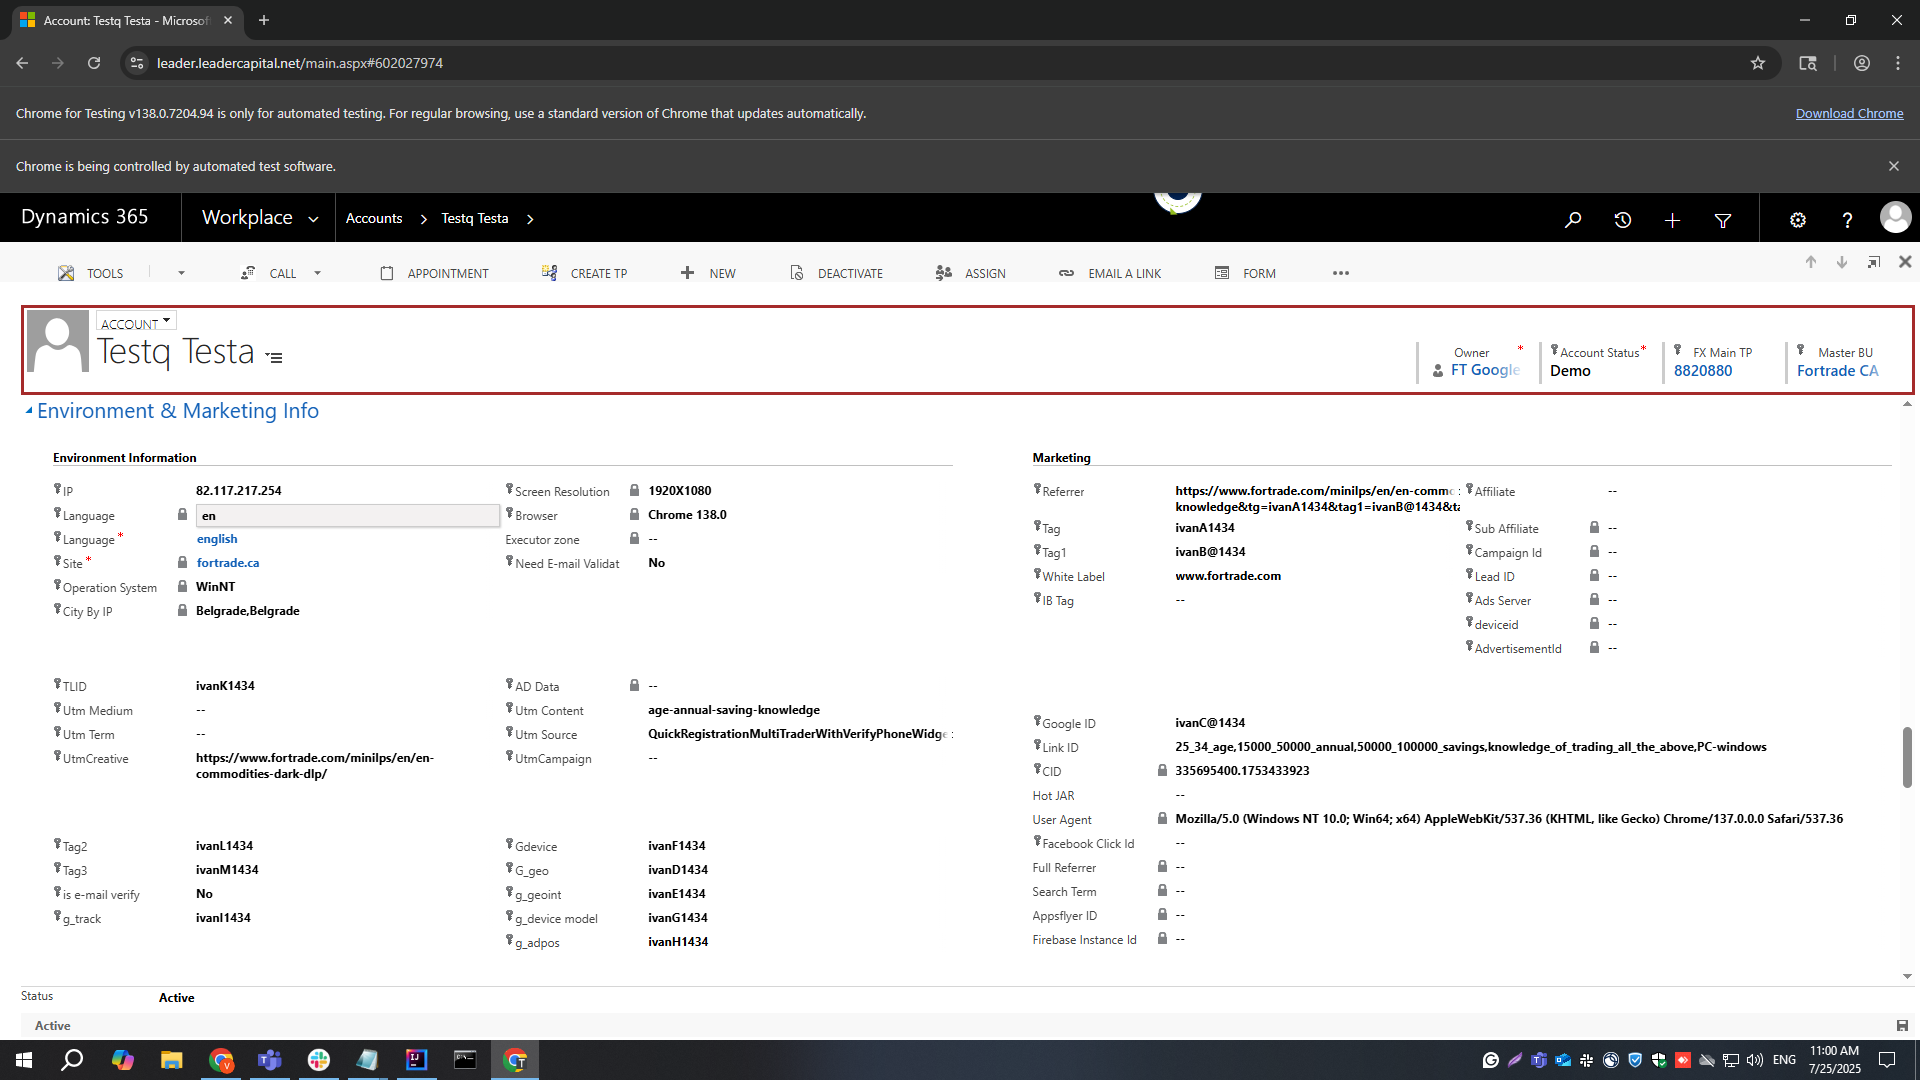 Account: Testq Testa - Microsof
leader.leadercapital.net/main.aspx#602027974
Chrome for Testing v138.0.7204.94 is only for automated testing. For regular browsing, use a standard version of Chrome that updates automatically.
Download Chrome
Chrome is being controlled by automated test software.
Dynamics 365
Workplace
Accounts
Testq Testa
TOOLS
CALL
APPOINTMENT
CREATE TP
NEW
DEACTIVATE
ASSIGN
EMAIL A LINK
FORM
ACCOUNT
Testq Testa
Owner *
FT Google
Account Status*
Demo
FX Main TP
8820880
Master BU
Fortrade CA
Environment & Marketing Info
Environment Information
IP 82.117.217.254
Language en
Language * english
Site * fortrade.ca
Operation System WinNT
City By IP Belgrade,Belgrade
Screen Resolution 1920X1080
Browser Chrome 138.0
Executor zone --
Need E-mail Validat No
TLID ivanK1434
Utm Medium --
Utm Term --
UtmCreative https://www.fortrade.com/minilps/en/en-
commodities-dark-dlp/
AD Data --
Utm Content age-annual-saving-knowledge
Utm Source QuickRegistrationMultiTraderWithVerifyPhoneWidge
UtmCampaign --
Tag2 ivanL1434
Tag3 ivanM1434
is e-mail verify No
g_track ivanI1434
Gdevice ivanF1434
G_geo ivanD1434
g_geoint ivanE1434
g_device model ivanG1434
g_adpos ivanH1434
Marketing
Referrer https://www.fortrade.com/minilps/en/en-commo
knowledge&tg=ivanA1434&tag1=ivanB@1434&ta
Tag ivanA1434
Tag1 ivanB@1434
White Label www.fortrade.com
IB Tag --
Affiliate --
Sub Affiliate --
Campaign Id --
Lead ID --
Ads Server --
deviceid --
AdvertisementId --
Google ID ivanC@1434
Link ID 25_34_age,15000_50000_annual,50000_100000_savings,knowledge_of_trading_all_the_above,PC-windows
CID 335695400.1753433923
Hot JAR --
User Agent Mozilla/5.0 (Windows NT 10.0; Win64; x64) AppleWebKit/537.36 (KHTML, like Gecko) Chrome/137.0.0.0 Safari/537.36
Facebook Click Id --
Full Referrer --
Search Term --
Appsflyer ID --
Firebase Instance Id --
Status Active
Active
ENG
11:00 AM
7/25/2025